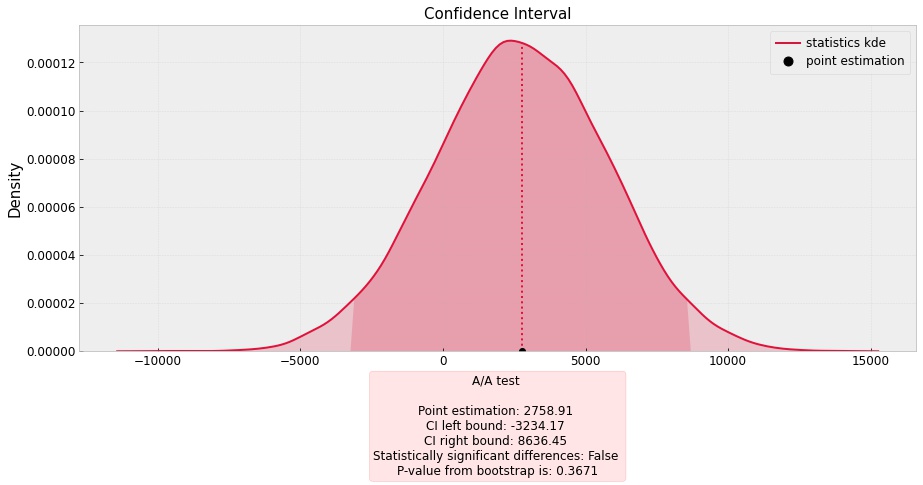 Confidence Interval
statistics kde
point estimation
Density
0.00012
0.00010
0.00008
0.00006
0.00004
0.00002
0.00000
−10000
−5000
0
5000
10000
15000
A/A test
Point estimation: 2758.91
CI left bound: -3234.17
CI right bound: 8636.45
Statistically significant differences: False
P-value from bootstrap is: 0.3671